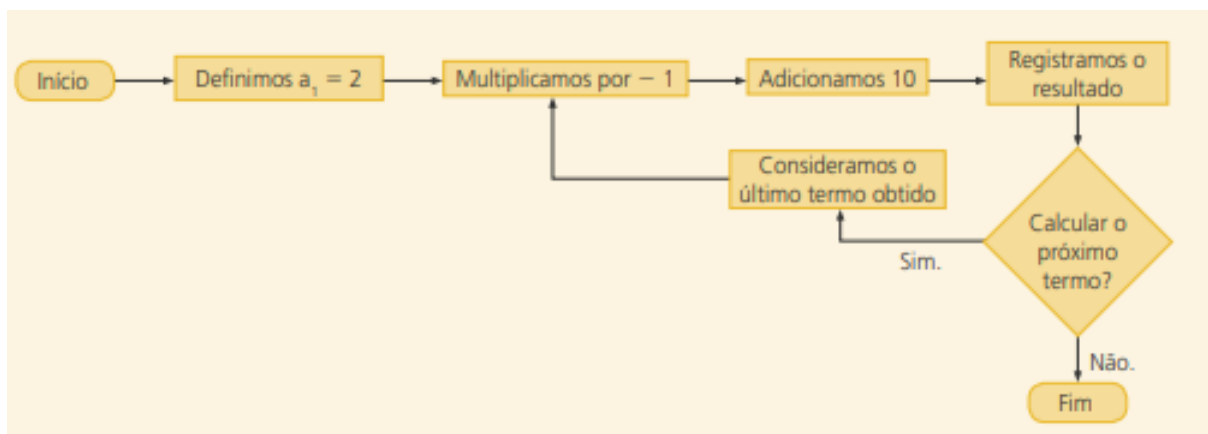 Início
Definimos a₁ = 2
Multiplicamos por − 1
Adicionamos 10
Registramos o
resultado
Consideramos o
último termo obtido
Calcular o
próximo
termo?
Sim.
Não.
Fim